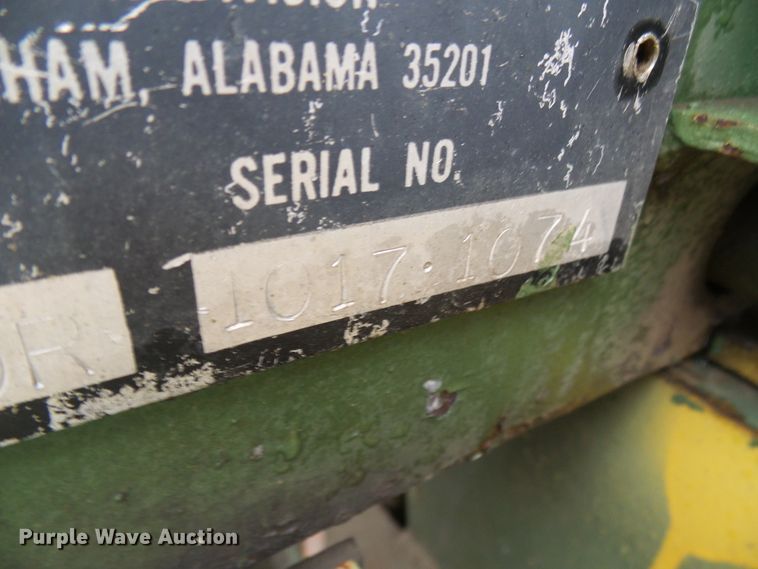 HAM, ALABAMA 35201
SERIAL NO.
1017·1074
R
Purple Wave Auction